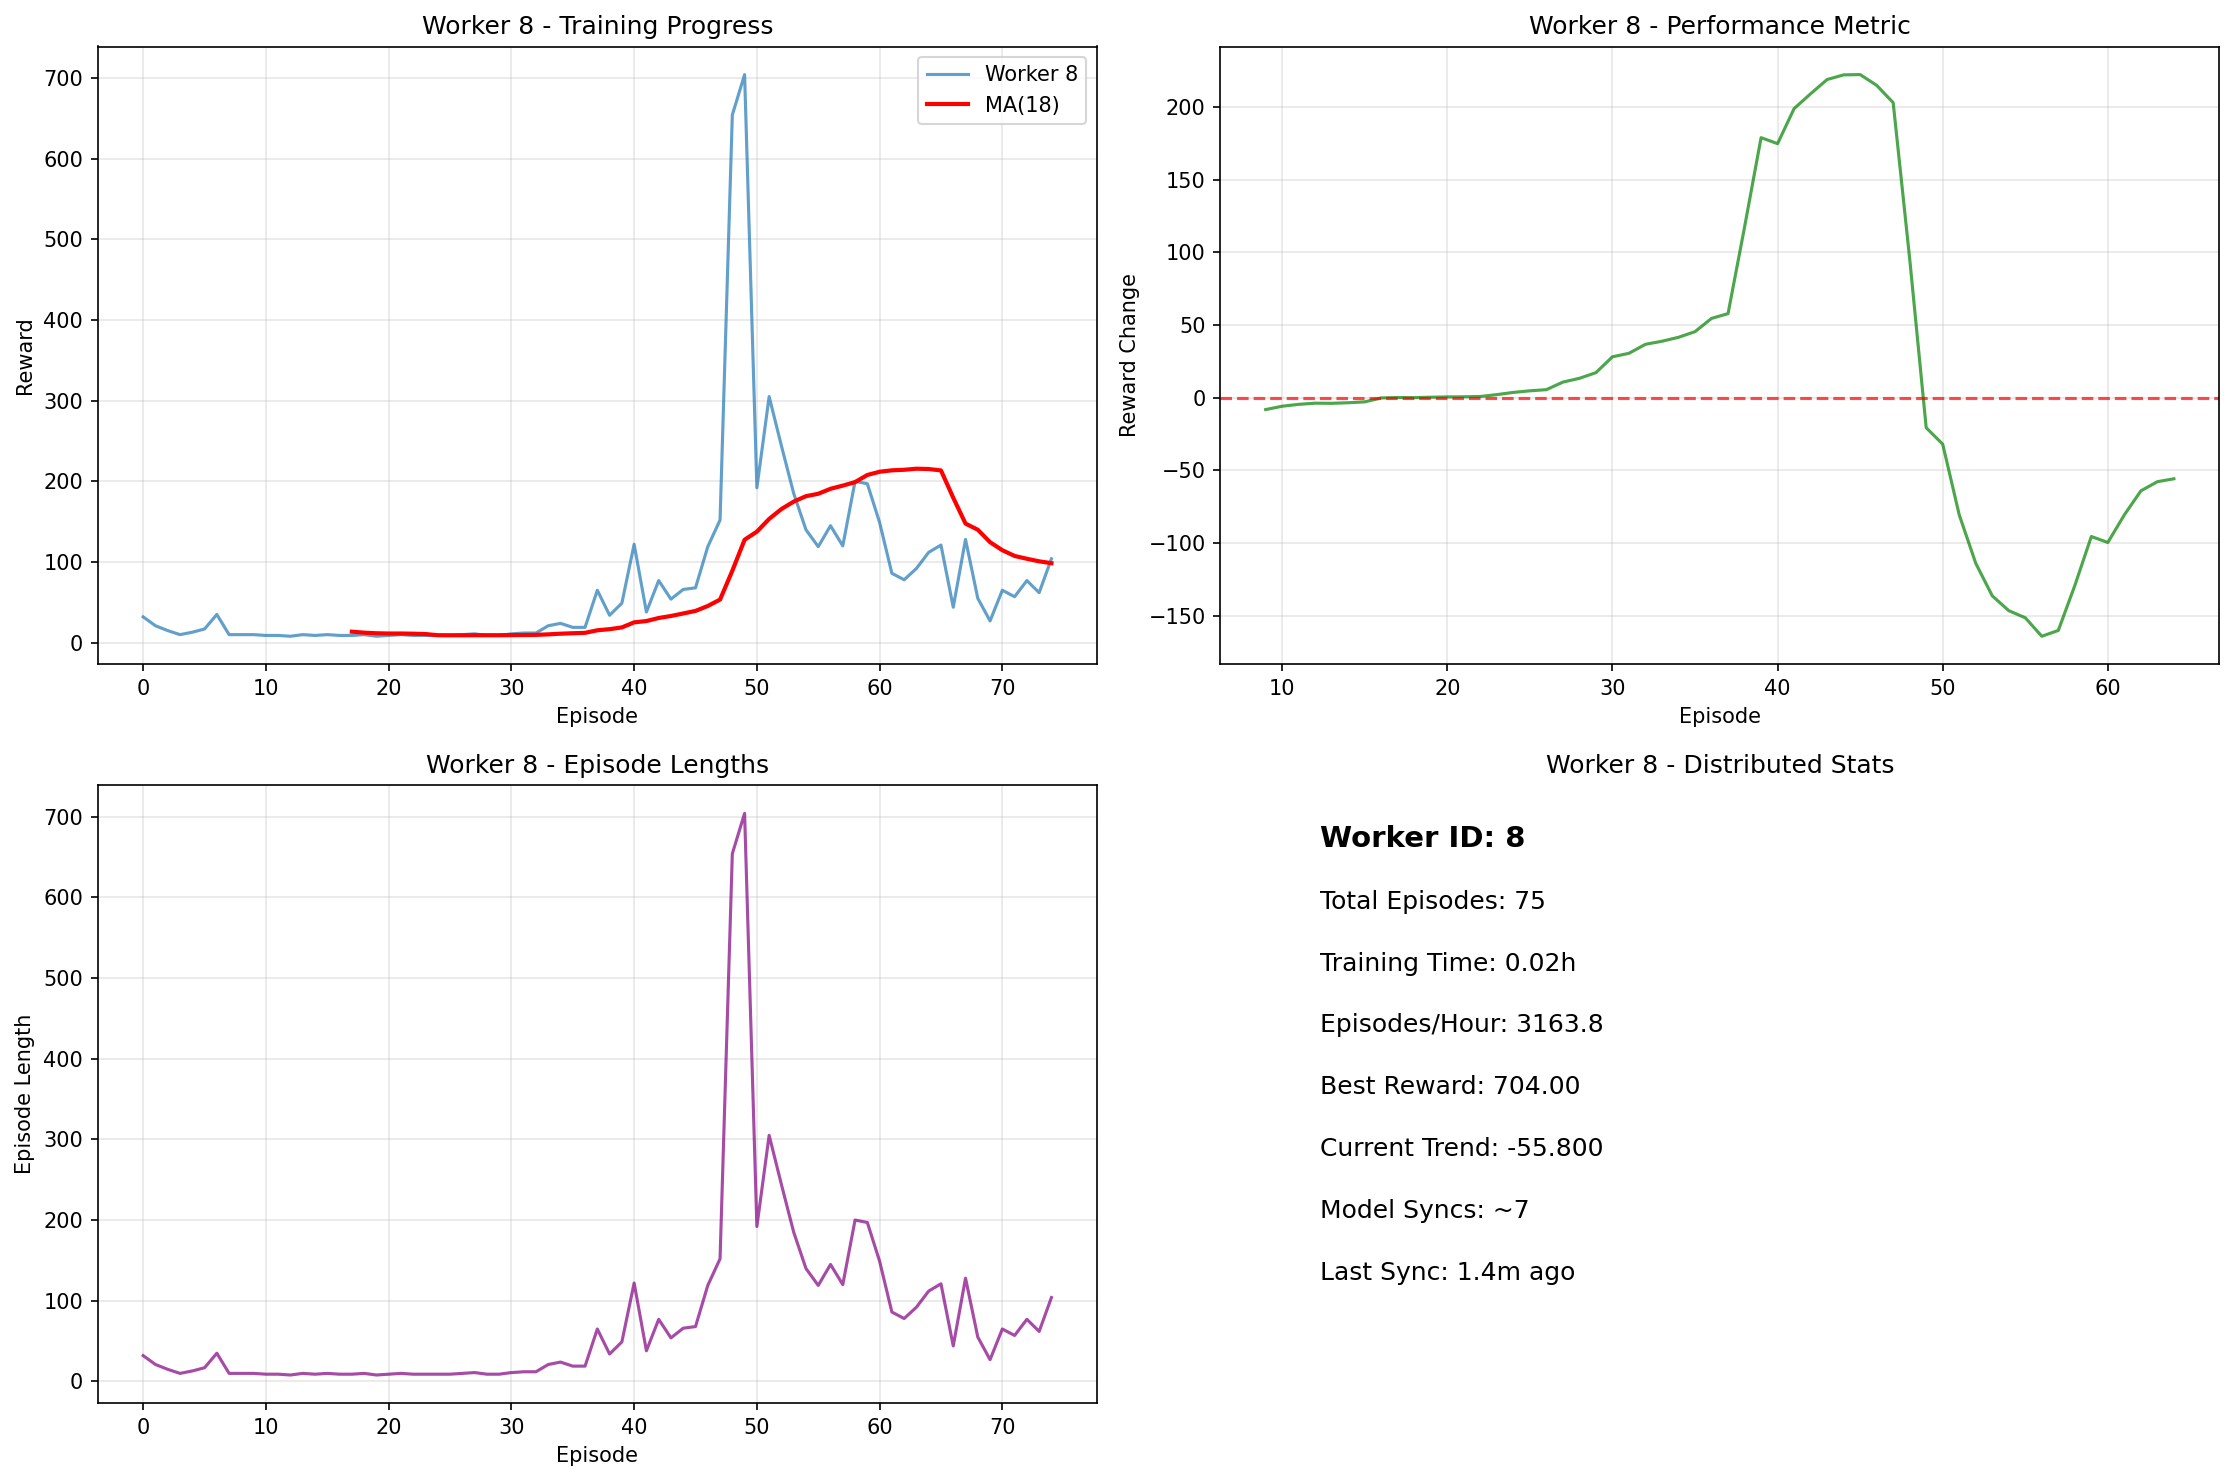 Worker 8 - Training Progress
Worker 8
MA(18)
700
600
500
400
300
200
100
0
Reward
0 10 20 30 40 50 60 70
Episode
Worker 8 - Performance Metric
200
150
100
50
0
−50
−100
−150
Reward Change
10 20 30 40 50 60
Episode
Worker 8 - Episode Lengths
700
600
500
400
300
200
100
0
Episode Length
0 10 20 30 40 50 60 70
Episode
Worker 8 - Distributed Stats
Worker ID: 8
Total Episodes: 75
Training Time: 0.02h
Episodes/Hour: 3163.8
Best Reward: 704.00
Current Trend: -55.800
Model Syncs: ~7
Last Sync: 1.4m ago